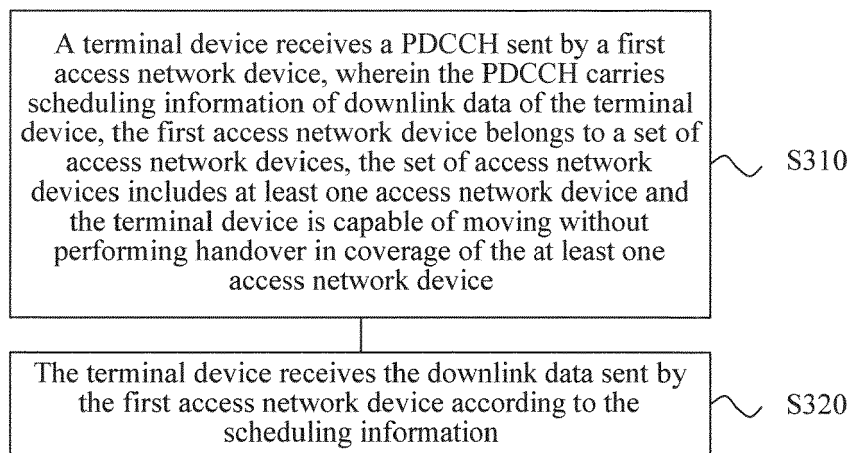 A terminal device receives a PDCCH sent by a first
access network device, wherein the PDCCH carries
scheduling information of downlink data of the terminal
device, the first access network device belongs to a set of
access network devices, the set of access network
devices includes at least one access network device and
the terminal device is capable of moving without
performing handover in coverage of the at least one
access network device
S310
The terminal device receives the downlink data sent by
the first access network device according to the
scheduling information
S320